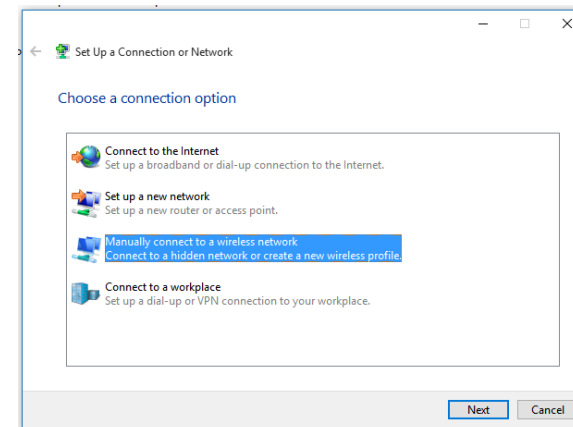 Set Up a Connection or Network
Choose a connection option
Connect to the Internet
Set up a broadband or dial-up connection to the Internet.
Set up a new network
Set up a new router or access point.
Manually connect to a wireless network
Connect to a hidden network or create a new wireless profile.
Connect to a workplace
Set up a dial-up or VPN connection to your workplace.
Next Cancel